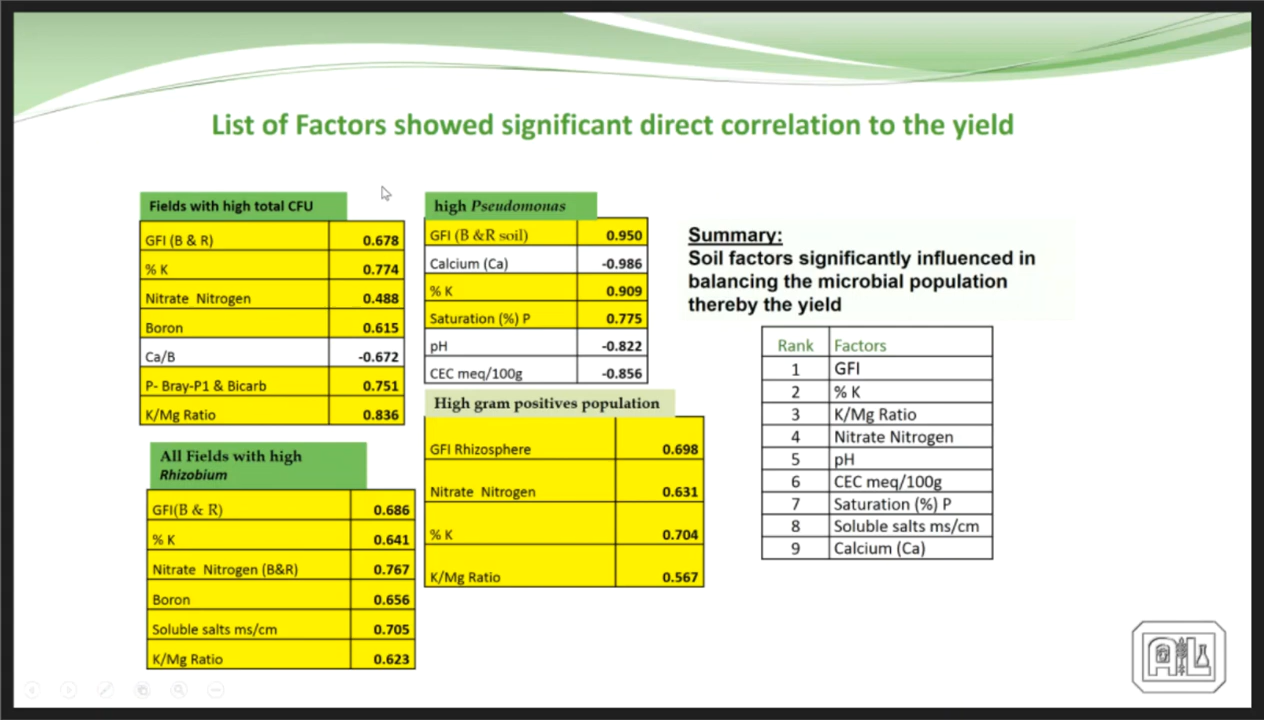 List of Factors showed significant direct correlation to the yield
Fields with high total CFU
GFI (B & R) 0.678
% K 0.774
Nitrate Nitrogen 0.488
Boron 0.615
Ca/B -0.672
P- Bray-P1 & Bicarb 0.751
K/Mg Ratio 0.836
All Fields with high
Rhizobium
GFI(B & R) 0.686
% K 0.641
Nitrate Nitrogen (B&R) 0.767
Boron 0.656
Soluble salts ms/cm 0.705
K/Mg Ratio 0.623
high Pseudomonas
GFI (B &R soil) 0.950
Calcium (Ca) -0.986
% K 0.909
Saturation (%) P 0.775
pH -0.822
CEC meq/100g -0.856
High gram positives population
GFI Rhizosphere 0.698
Nitrate Nitrogen 0.631
% K 0.704
K/Mg Ratio 0.567
Summary:
Soil factors significantly influenced in
balancing the microbial population
thereby the yield
Rank Factors
1 GFI
2 % K
3 K/Mg Ratio
4 Nitrate Nitrogen
5 pH
6 CEC meq/100g
7 Saturation (%) P
8 Soluble salts ms/cm
9 Calcium (Ca)